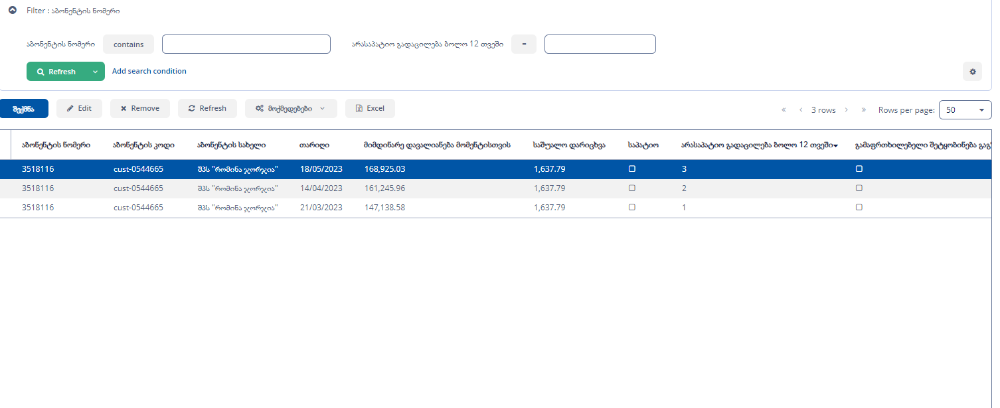 Filter : აბონენტის ნომერი
აბონენტის ნომერი contains არასაპატიო გადაცილება ბოლო 12 თვეში =
Refresh Add search condition
შექმნა Edit Remove Refresh მოქმედებები Excel « ‹ 3 rows › » Rows per page: 50
აბონენტის ნომერი აბონენტის კოდი აბონენტის სახელი თარიღი მიმდინარე დავალიანება მომენტისთვის საშუალო დარიცხვა საპატიო არასაპატიო გადაცილება ბოლო 12 თვეში გამაფრთხილებელი შეტყობინება
3518116 cust-0544665 შპს "რომინა ჯორჯია" 18/05/2023 168,925.03 1,637.79 3
3518116 cust-0544665 შპს "რომინა ჯორჯია" 14/04/2023 161,245.96 1,637.79 2
3518116 cust-0544665 შპს "რომინა ჯორჯია" 21/03/2023 147,138.58 1,637.79 1